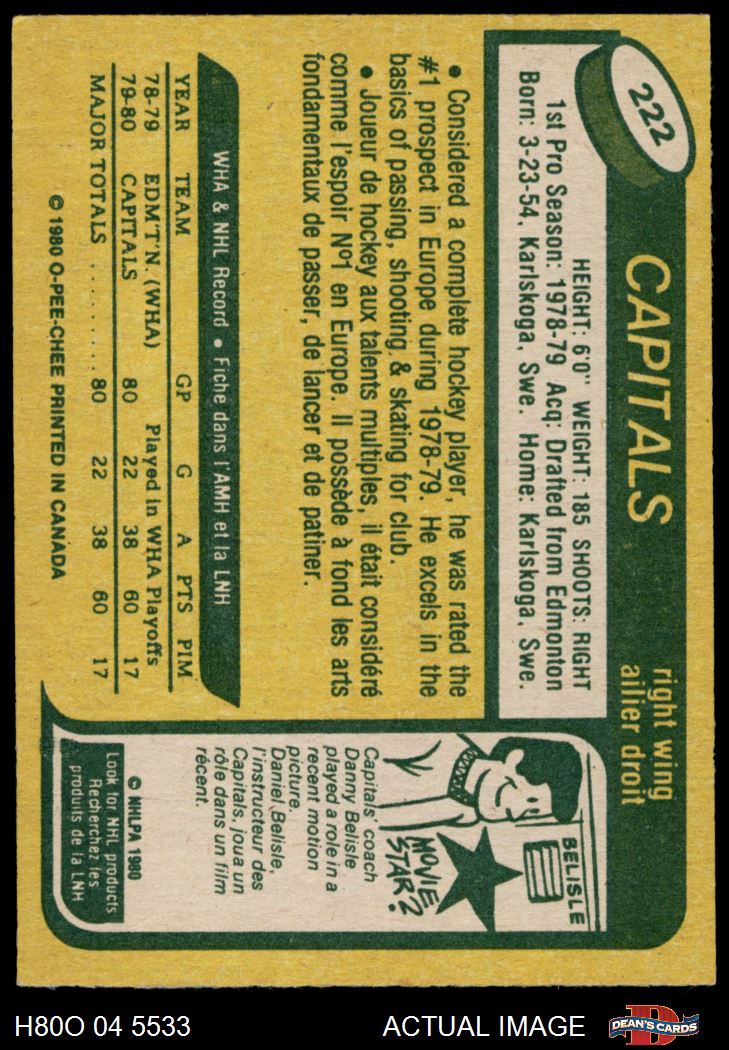 222
CAPITALS
right wing
ailier droit
HEIGHT: 6'0" WEIGHT: 185 SHOOTS: RIGHT
1st Pro Season: 1978-79 Acq: Drafted from Edmonton
Born: 3-23-54, Karlskoga, Swe. Home: Karlskoga, Swe.
• Considered a complete hockey player, he was rated the
#1 prospect in Europe during 1978-79. He excels in the
basics of passing, shooting & skating for club.
• Joueur de hockey aux talents multiples, il était considéré
comme l'espoir Nº1 en Europe. Il possède à fond les arts
fondamentaux de passer, de lancer et de patiner.
WHA & NHL Record • Fiche dans l'AMH et la LNH
YEAR TEAM GP G A PTS PIM
78-79 EDM'T'N. (WHA) Played in WHA Playoffs
79-80 CAPITALS 80 22 38 60 17
MAJOR TOTALS ........ 80 22 38 60 17
© 1980 O-PEE-CHEE PRINTED IN CANADA
BELISLE
MOVIE
STAR?
Capitals' coach
Danny Belisle
played a role in a
recent motion
picture.
Daniel Belisle,
l'instructeur des
Capitals, joua un
rôle dans un film
récent.
© NHLPA 1980
Look for NHL products
Recherchez les
produits de la LNH
H80O 04 5533
ACTUAL IMAGE
DEAN'S CARDS